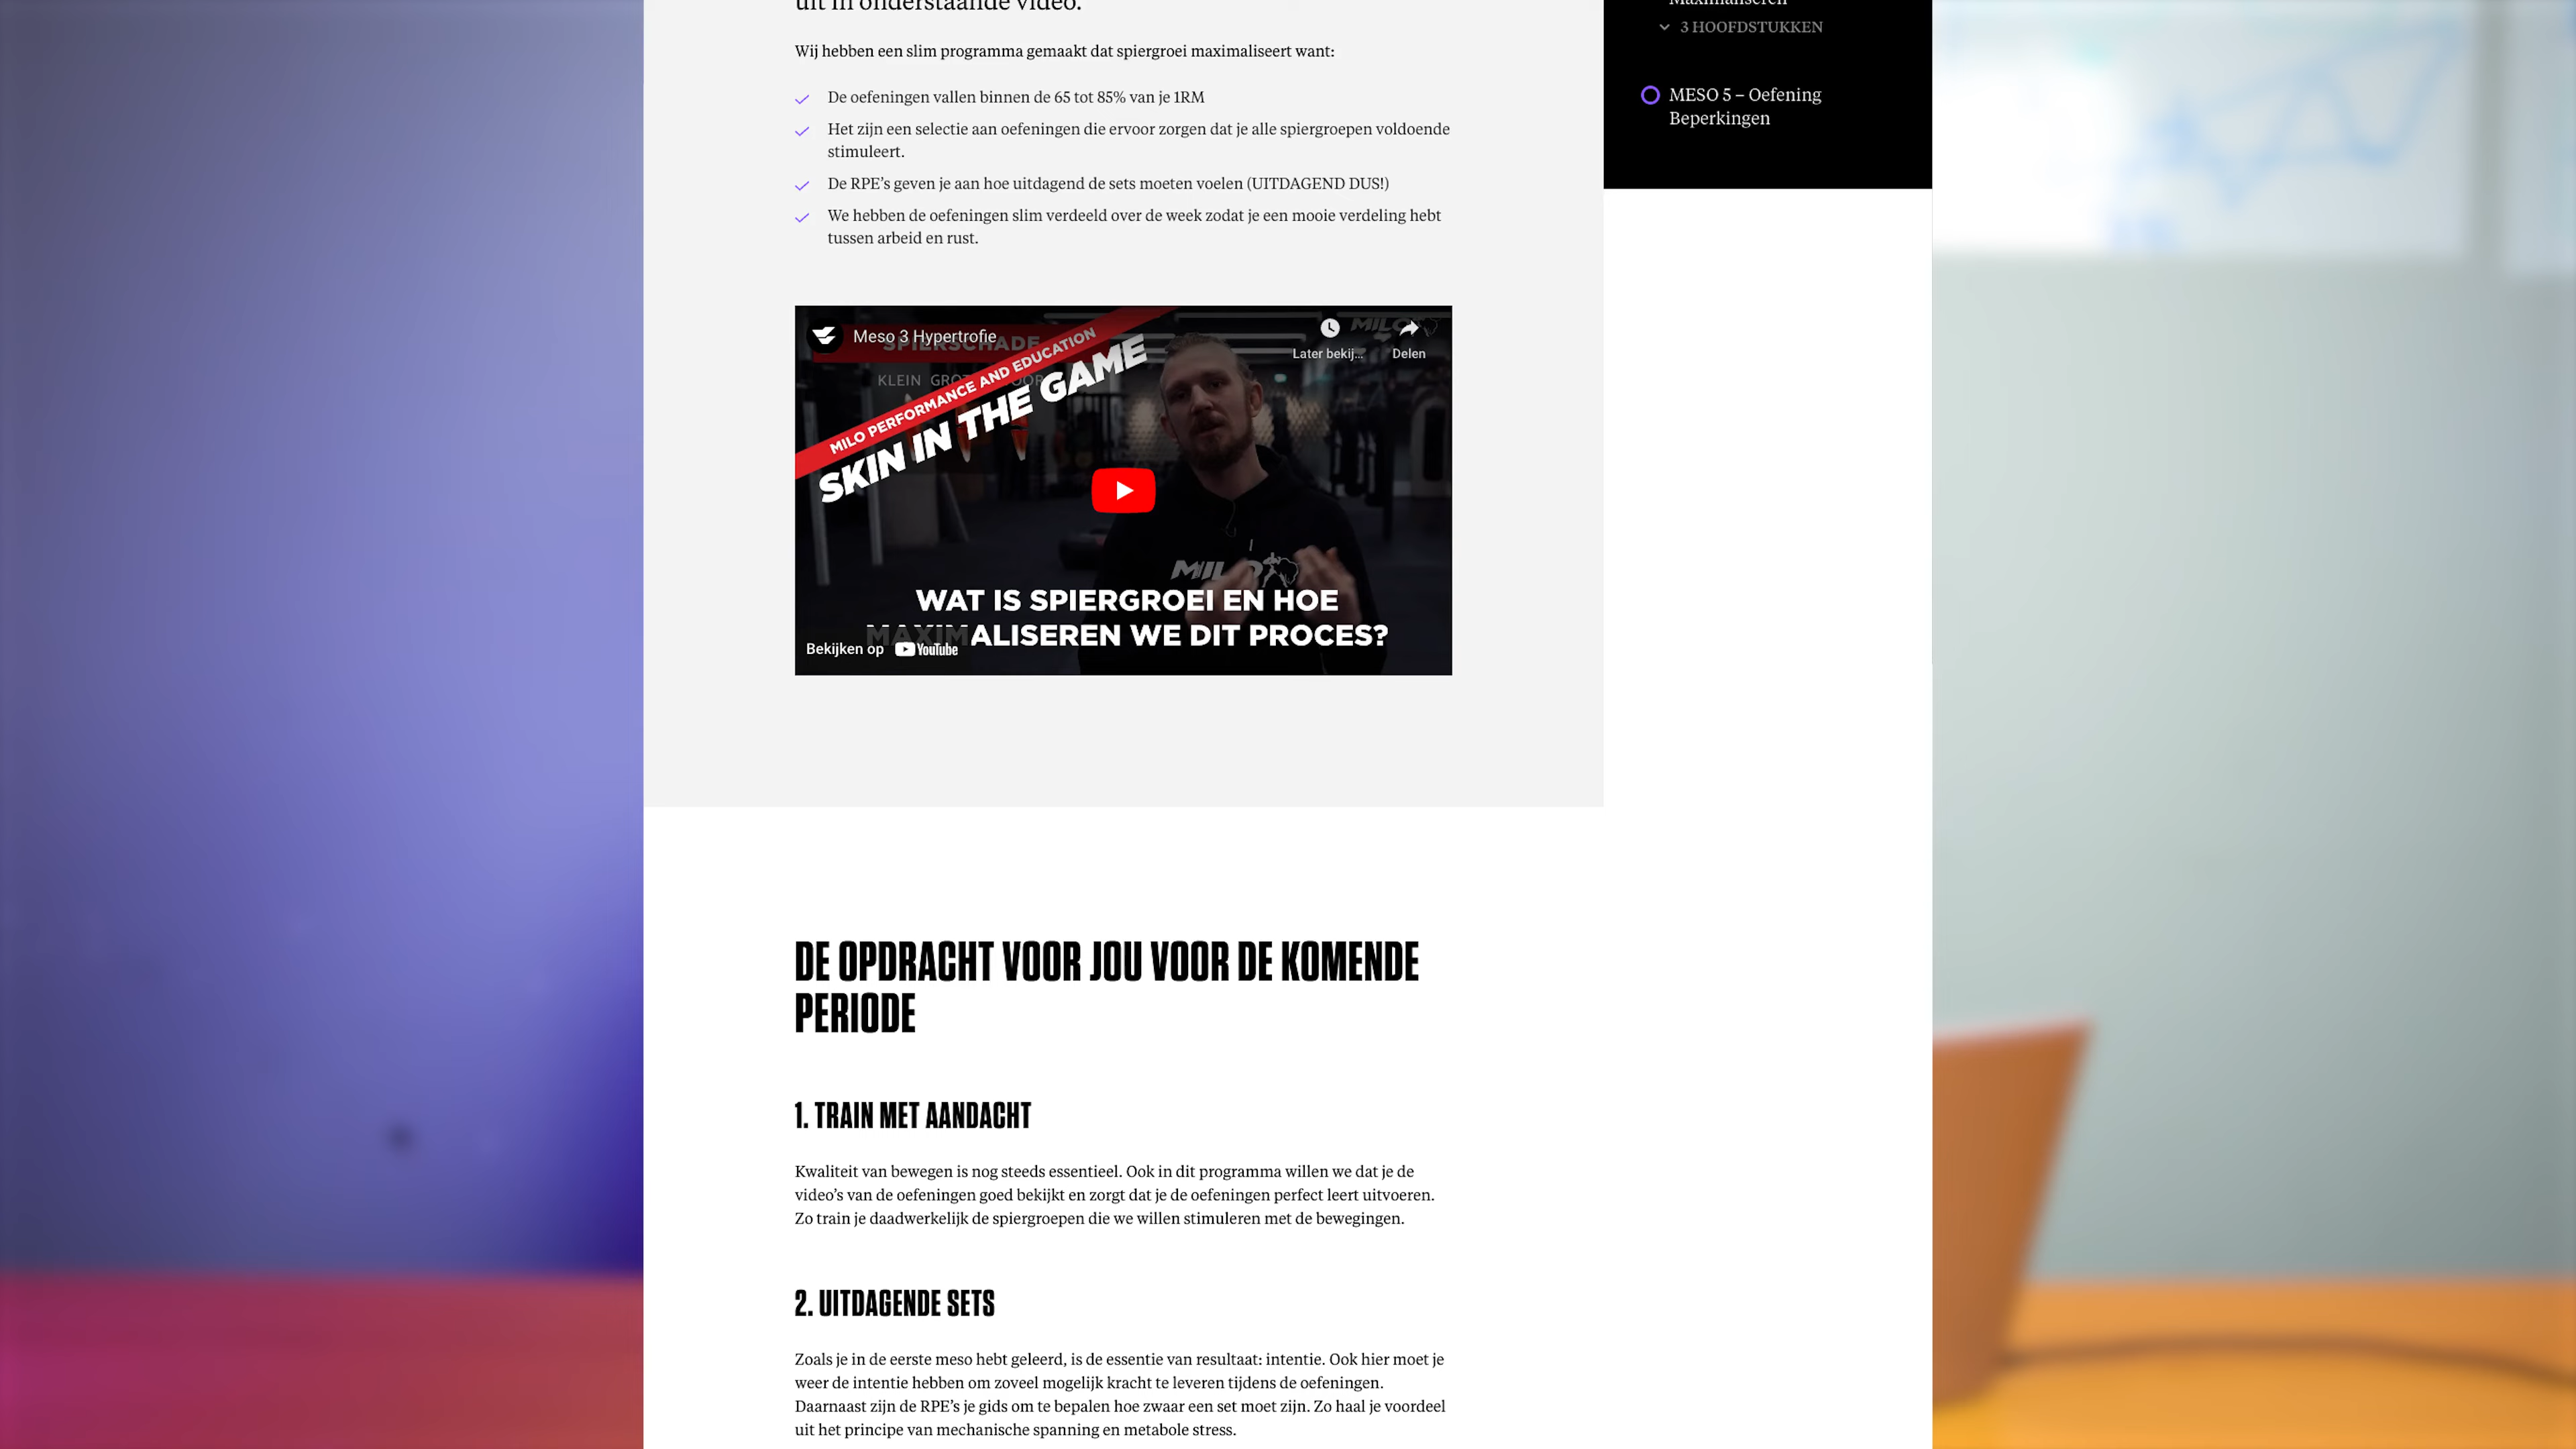 uit in onderstaande video.
Wij hebben een slim programma gemaakt dat spiergroei maximaliseert want:
De oefeningen vallen binnen de 65 tot 85% van je 1RM
Het zijn een selectie aan oefeningen die ervoor zorgen dat je alle spiergroepen voldoende
stimuleert.
De RPE’s geven je aan hoe uitdagend de sets moeten voelen (UITDAGEND DUS!)
We hebben de oefeningen slim verdeeld over de week zodat je een mooie verdeling hebt
tussen arbeid en rust.
Meso 3 Hypertrofie
SPIERSCHADE
Later bekij...
Delen
KLEIN
MILO PERFORMANCE AND EDUCATION
SKIN IN THE GAME
WAT IS SPIERGROEI EN HOE
MAXIMALISEREN WE DIT PROCES?
Bekijken op YouTube
DE OPDRACHT VOOR JOU VOOR DE KOMENDE
PERIODE
1. TRAIN MET AANDACHT
Kwaliteit van bewegen is nog steeds essentieel. Ook in dit programma willen we dat je de
video’s van de oefeningen goed bekijkt en zorgt dat je de oefeningen perfect leert uitvoeren.
Zo train je daadwerkelijk de spiergroepen die we willen stimuleren met de bewegingen.
2. UITDAGENDE SETS
Zoals je in de eerste meso hebt geleerd, is de essentie van resultaat: intentie. Ook hier moet je
weer de intentie hebben om zoveel mogelijk kracht te leveren tijdens de oefeningen.
Daarnaast zijn de RPE’s je gids om te bepalen hoe zwaar een set moet zijn. Zo haal je voordeel
uit het principe van mechanische spanning en metabole stress.
Maximaliseren
3 HOOFDSTUKKEN
MESO 5 – Oefening
Beperkingen